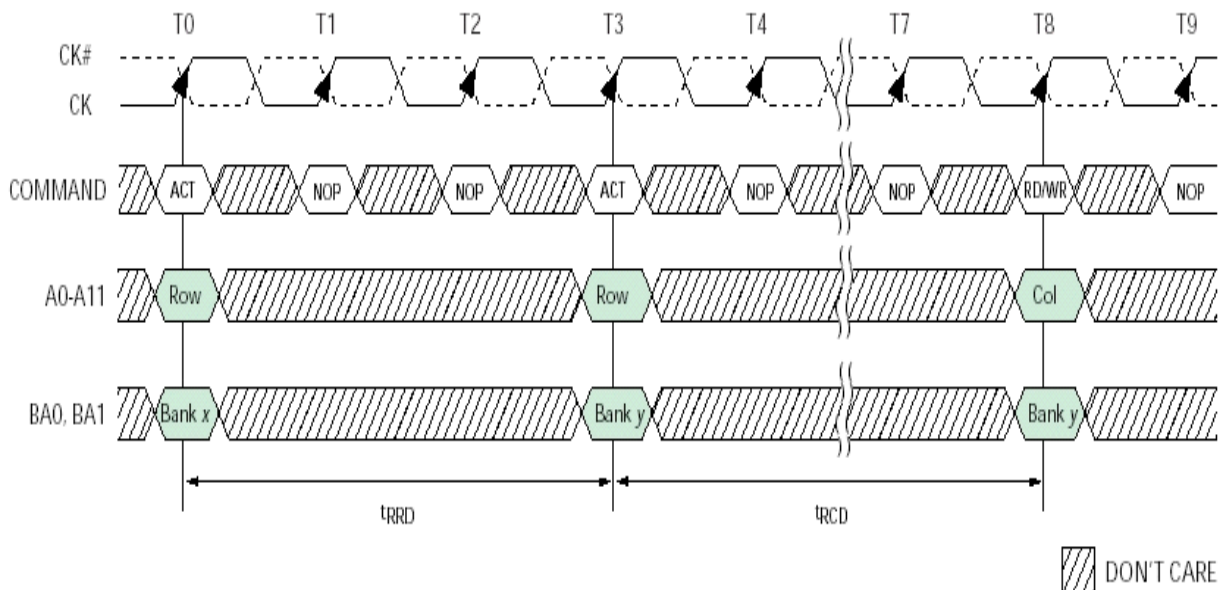 T0 T1 T2 T3 T4 T7 T8 T9
CK#
CK
COMMAND ACT NOP NOP ACT NOP NOP RD/WR NOP
A0-A11 Row Row Col
BA0, BA1 Bank x Bank y Bank y
tRRD tRCD
DON'T CARE